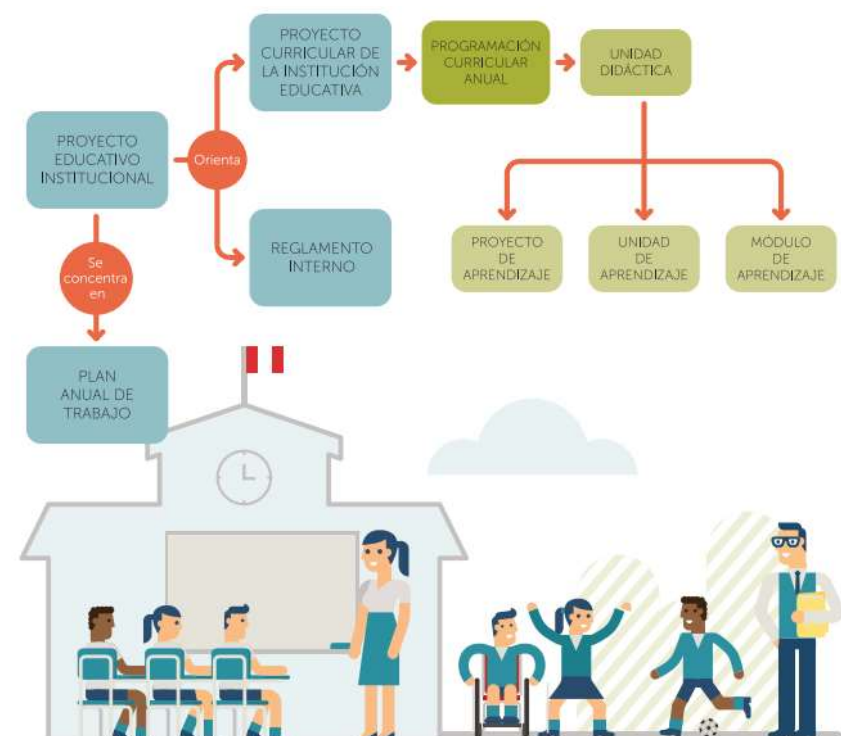 PROYECTO
CURRICULAR DE
LA INSTITUCIÓN
EDUCATIVA
PROGRAMACIÓN
CURRICULAR
ANUAL
UNIDAD
DIDÁCTICA
PROYECTO
EDUCATIVO
INSTITUCIONAL
Orienta
REGLAMENTO
INTERNO
PROYECTO
DE
APRENDIZAJE
UNIDAD
DE
APRENDIZAJE
MÓDULO
DE
APRENDIZAJE
Se
concentra
en
PLAN
ANUAL DE
TRABAJO